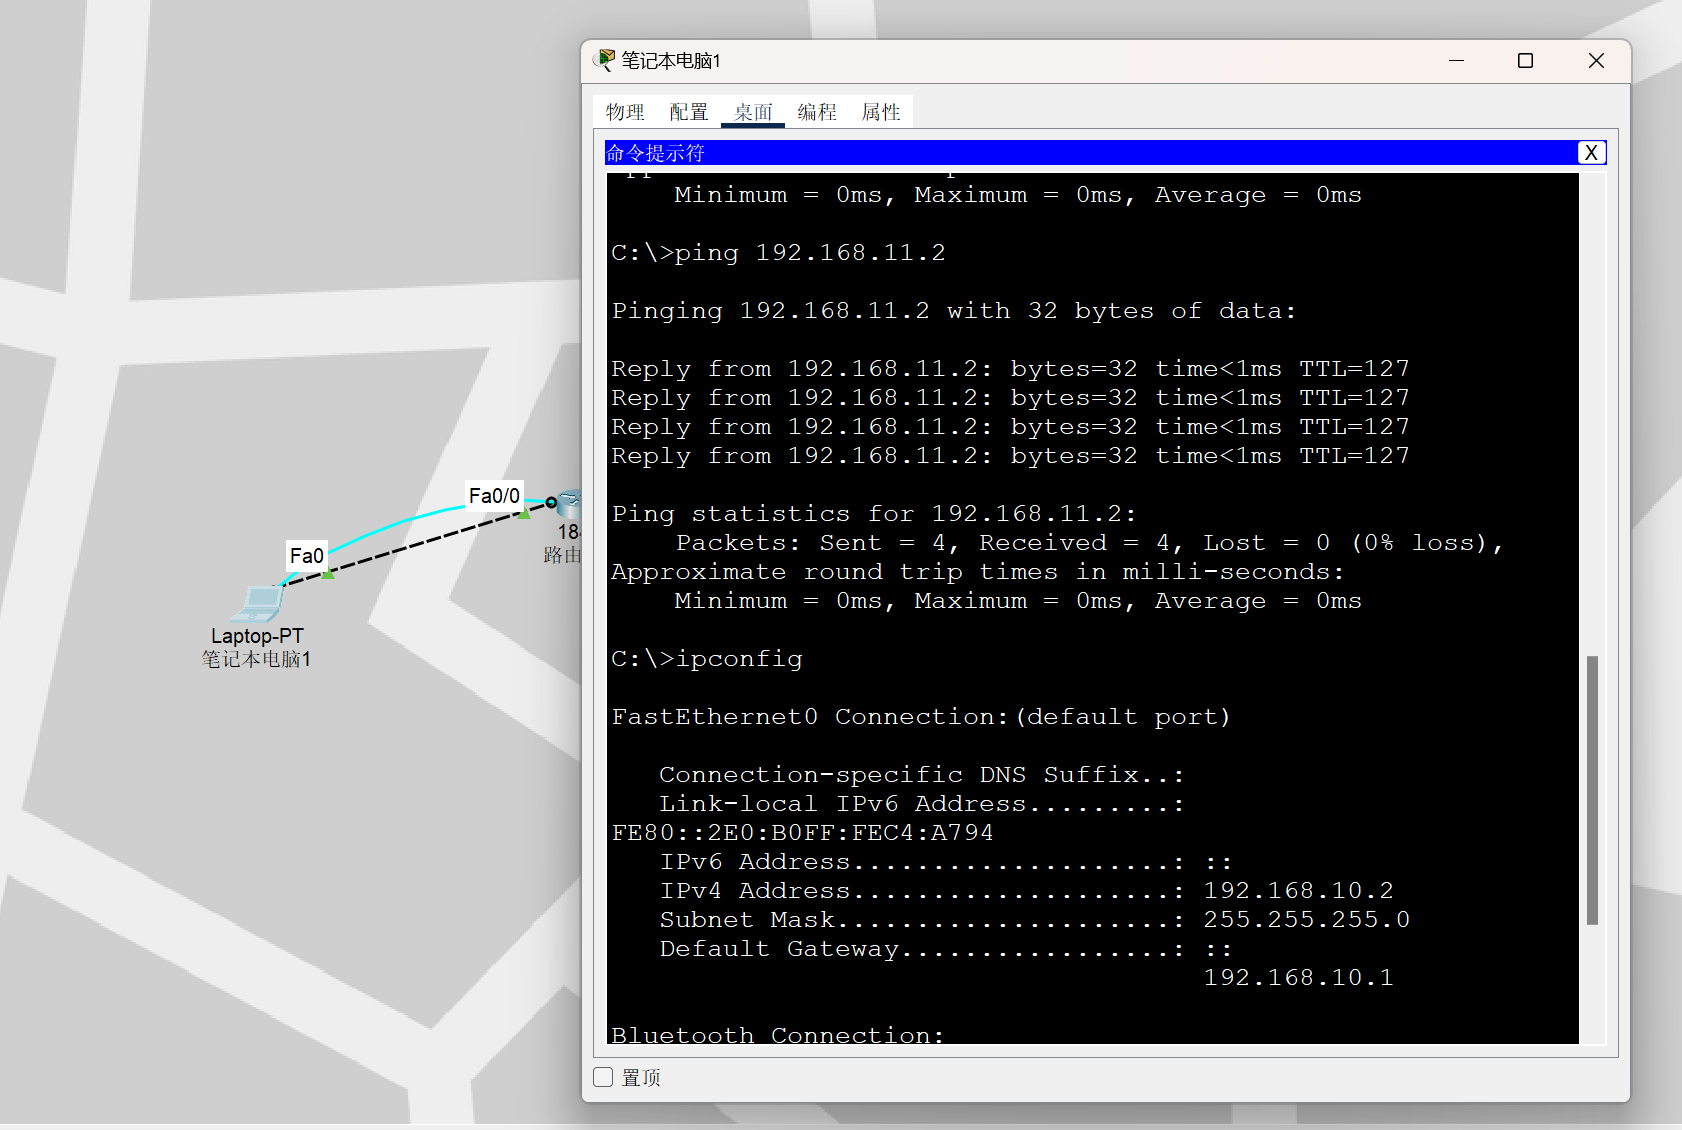 笔记本电脑1
物理 配置 桌面 编程 属性
命令提示符
X
Minimum = 0ms, Maximum = 0ms, Average = 0ms
C:\>ping 192.168.11.2
Pinging 192.168.11.2 with 32 bytes of data:
Reply from 192.168.11.2: bytes=32 time<1ms TTL=127
Reply from 192.168.11.2: bytes=32 time<1ms TTL=127
Reply from 192.168.11.2: bytes=32 time<1ms TTL=127
Reply from 192.168.11.2: bytes=32 time<1ms TTL=127
Ping statistics for 192.168.11.2:
Packets: Sent = 4, Received = 4, Lost = 0 (0% loss),
Approximate round trip times in milli-seconds:
Minimum = 0ms, Maximum = 0ms, Average = 0ms
C:\>ipconfig
FastEthernet0 Connection:(default port)
Connection-specific DNS Suffix..:
Link-local IPv6 Address.........:
FE80::2E0:B0FF:FEC4:A794
IPv6 Address....................: ::
IPv4 Address....................: 192.168.10.2
Subnet Mask.....................: 255.255.255.0
Default Gateway.................: ::
192.168.10.1
Bluetooth Connection:
置顶
Fa0/0
18
路由
Fa0
Laptop-PT
笔记本电脑1